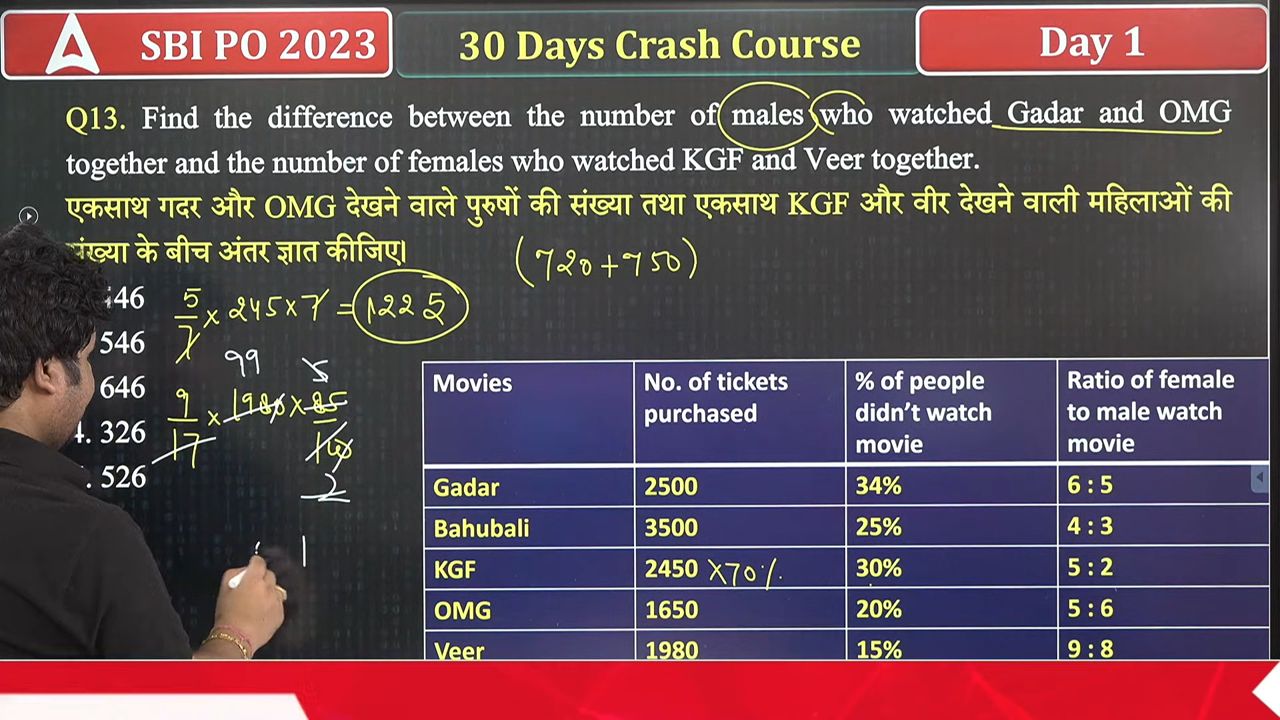 SBI PO 2023
30 Days Crash Course
Day 1
Q13. Find the difference between the number of males who watched Gadar and OMG
together and the number of females who watched KGF and Veer together.
एकसाथ गदर और OMG देखने वाले पुरुषों की संख्या तथा एकसाथ KGF और वीर देखने वाली महिलाओं की
संख्या के बीच अंतर ज्ञात कीजिए।
(720+750)
46
546
646
4. 326
. 526
5/7 × 245 × 7 = 1225
99 5
9/17 × 1980 × 85/100
2
1
Movies No. of tickets purchased % of people didn’t watch movie Ratio of female to male watch movie
Gadar 2500 34% 6 : 5
Bahubali 3500 25% 4 : 3
KGF 2450 ×70% 30% 5 : 2
OMG 1650 20% 5 : 6
Veer 1980 15% 9 : 8